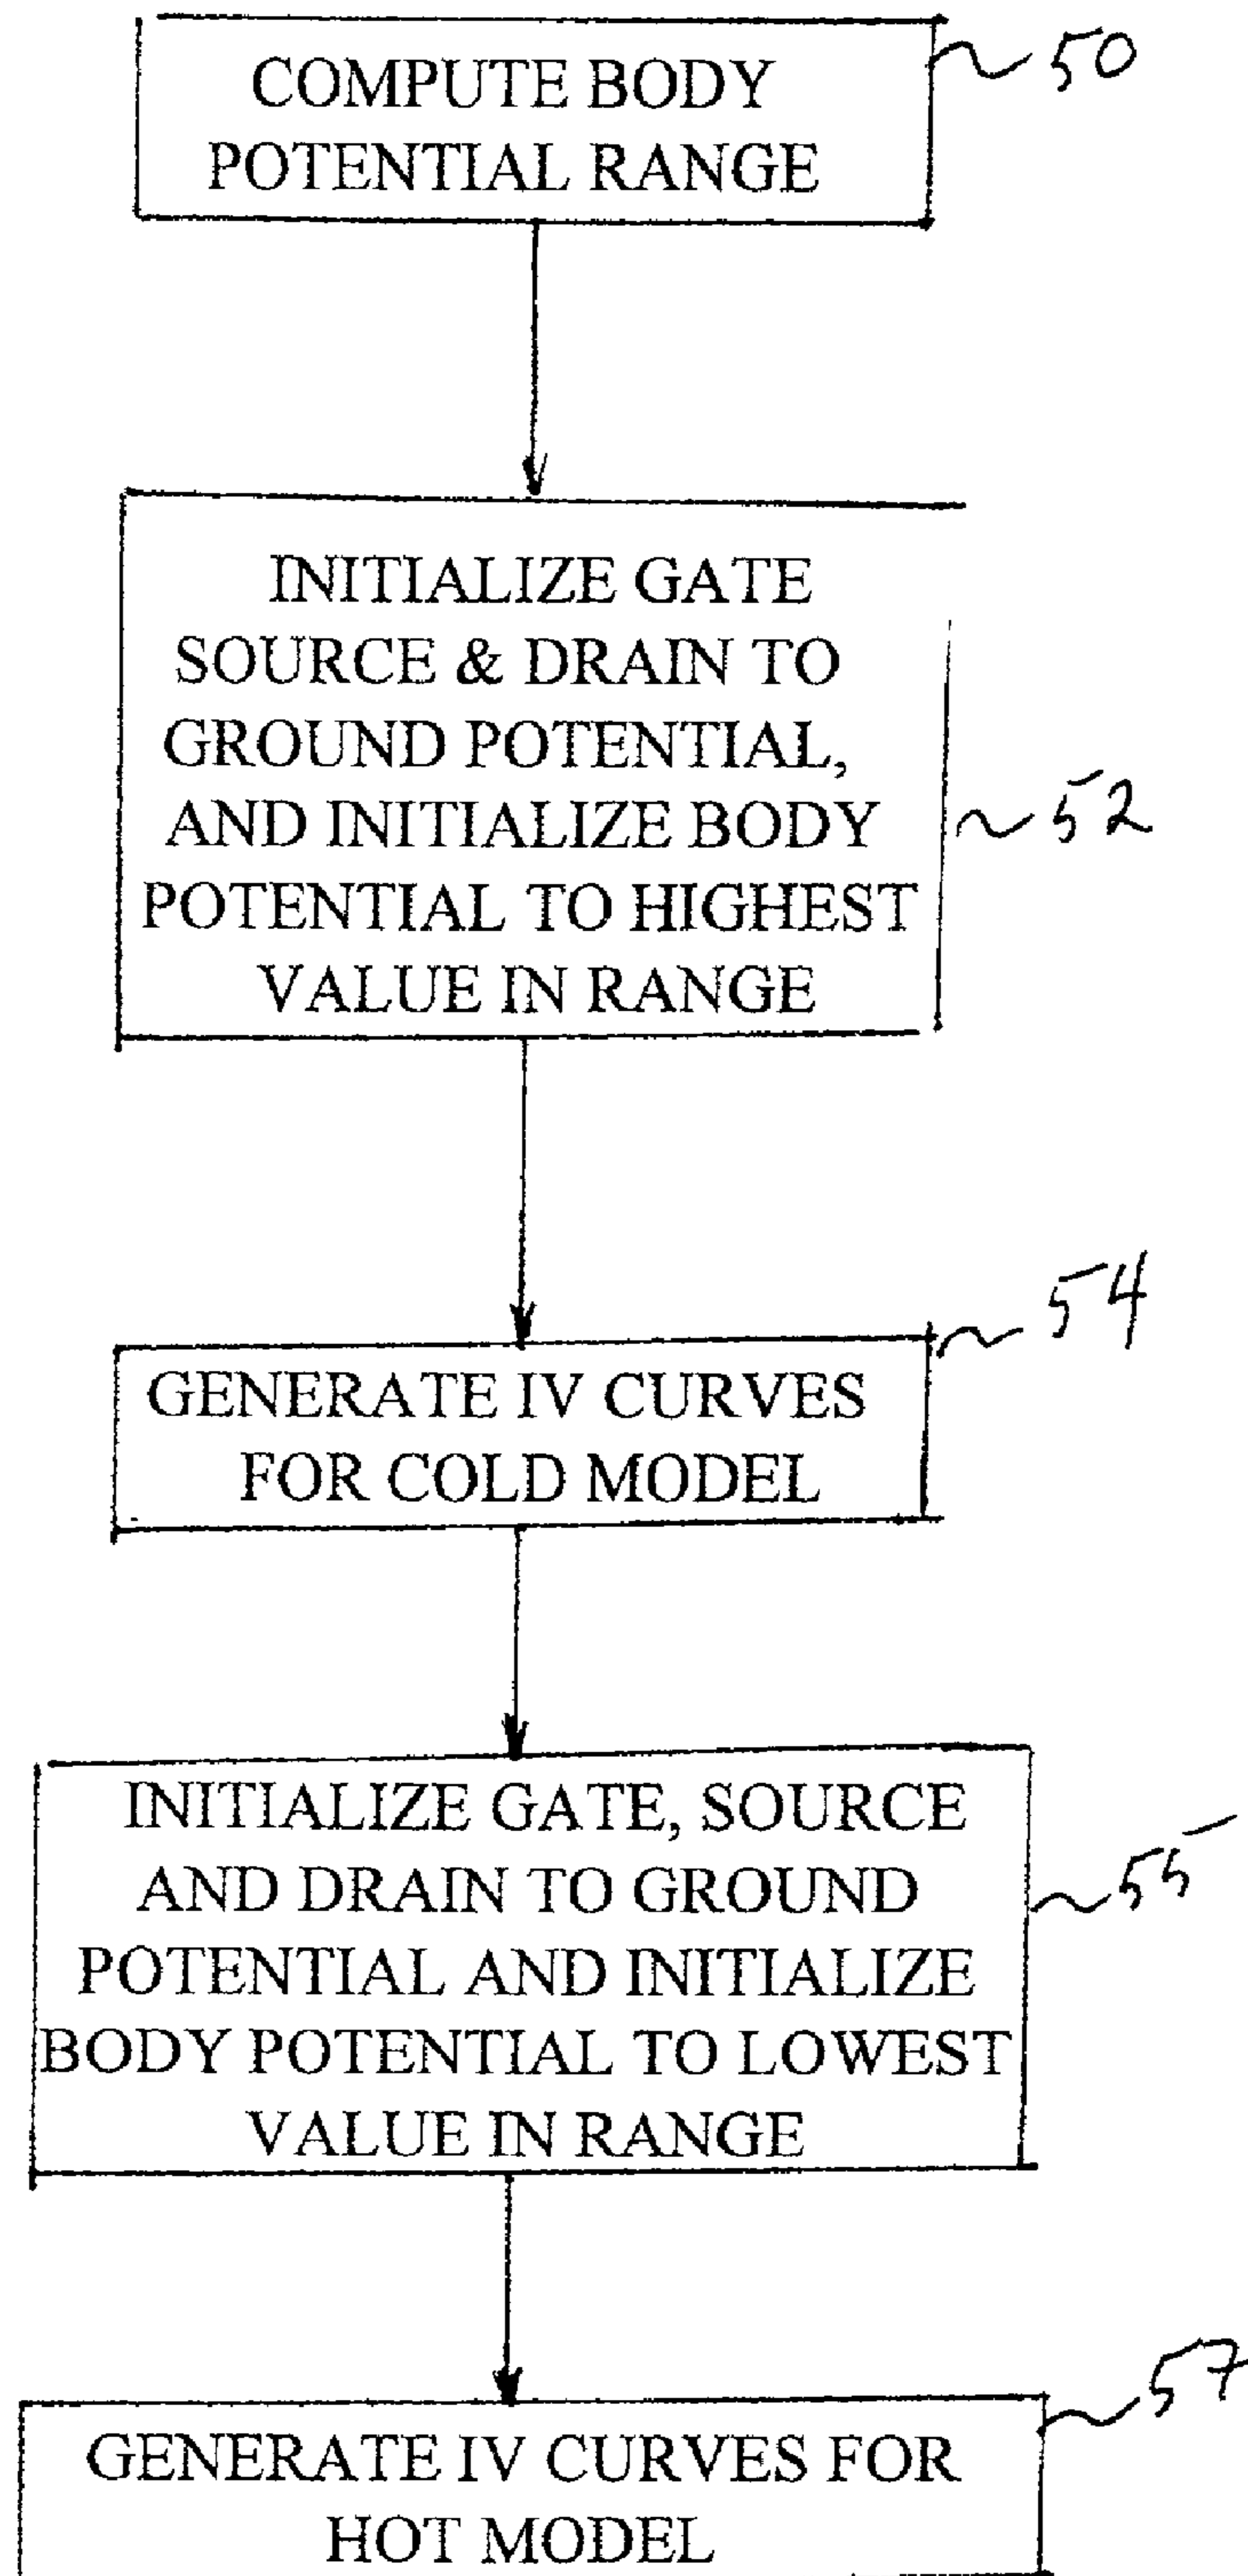 COMPUTE BODY
POTENTIAL RANGE
50
INITIALIZE GATE
SOURCE & DRAIN TO
GROUND POTENTIAL,
AND INITIALIZE BODY
POTENTIAL TO HIGHEST
VALUE IN RANGE
52
54
GENERATE IV CURVES
FOR COLD MODEL
INITIALIZE GATE, SOURCE
AND DRAIN TO GROUND
POTENTIAL AND INITIALIZE
BODY POTENTIAL TO LOWEST
VALUE IN RANGE
55
57
GENERATE IV CURVES FOR
HOT MODEL